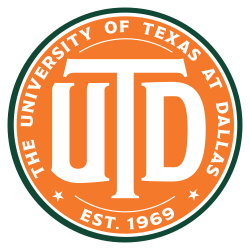 THE UNIVERSITY OF TEXAS AT DALLAS
UTD
EST. 1969